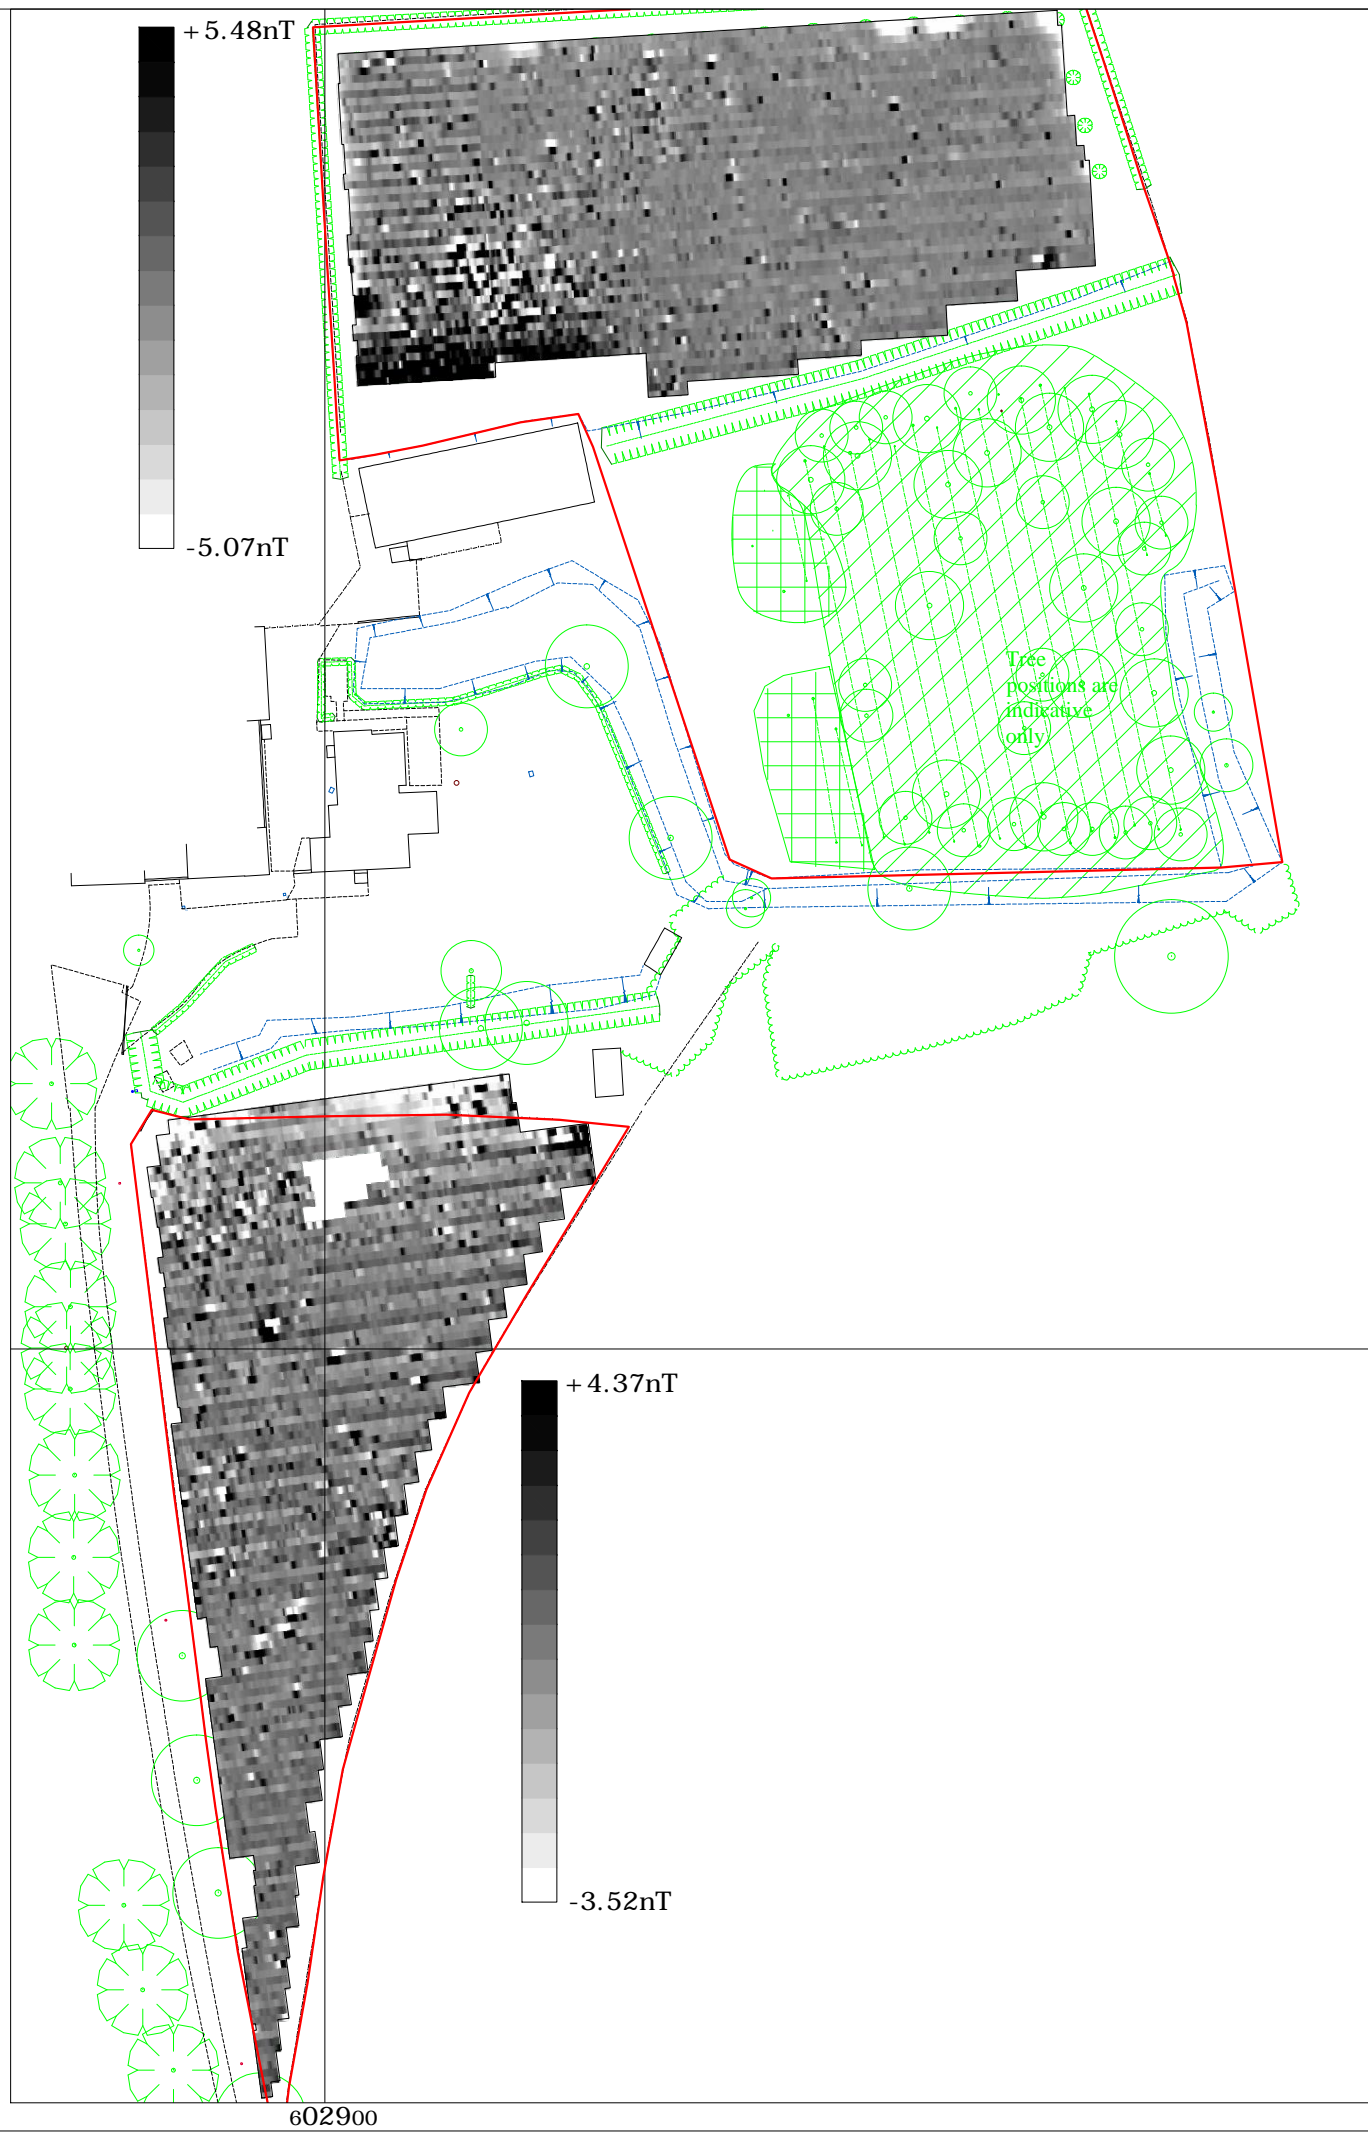 +5.48nT
-5.07nT
Tree
positions are
indicative
only
+4.37nT
-3.52nT
602900